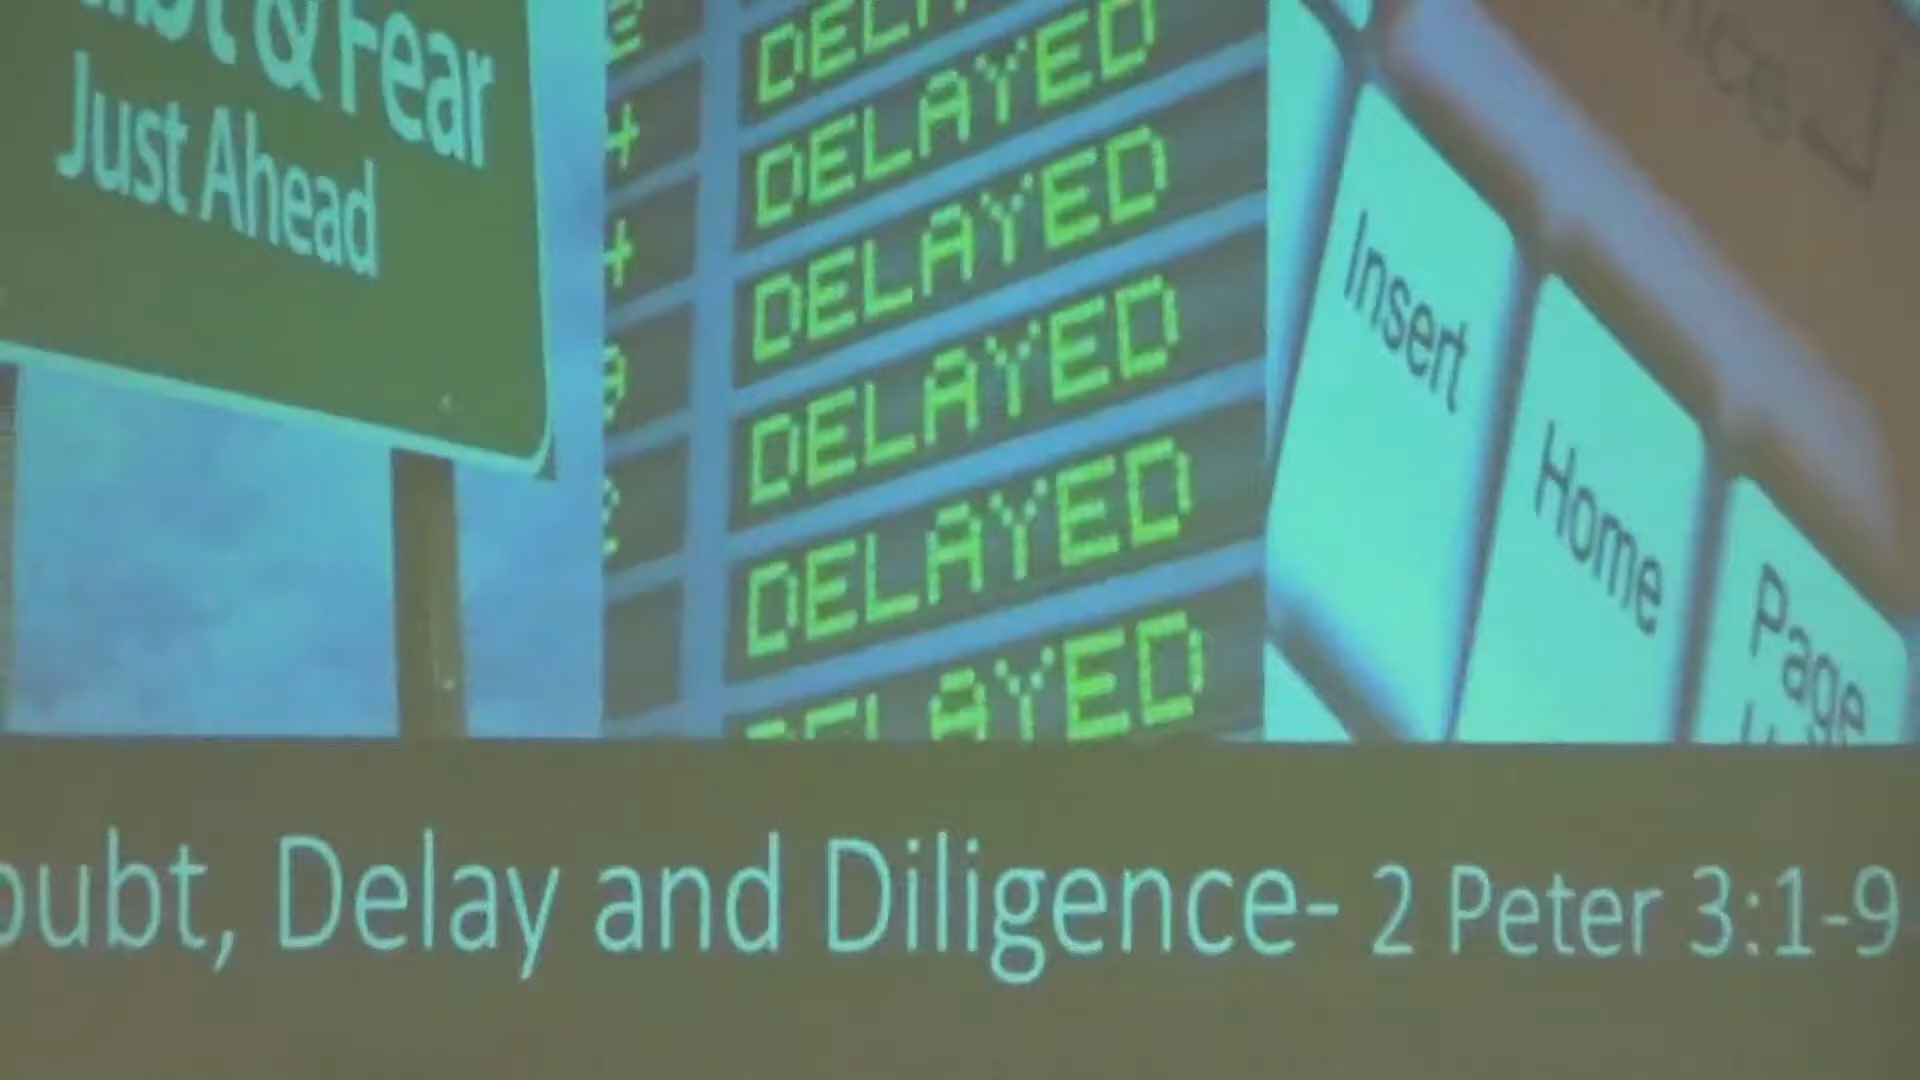 & Fear
Just Ahead
DELAYED
DELAYED
DELAYED
DELAYED
DELAYED
DELAYED
Insert
Home
Page
oubt, Delay and Diligence- 2 Peter 3:1-9